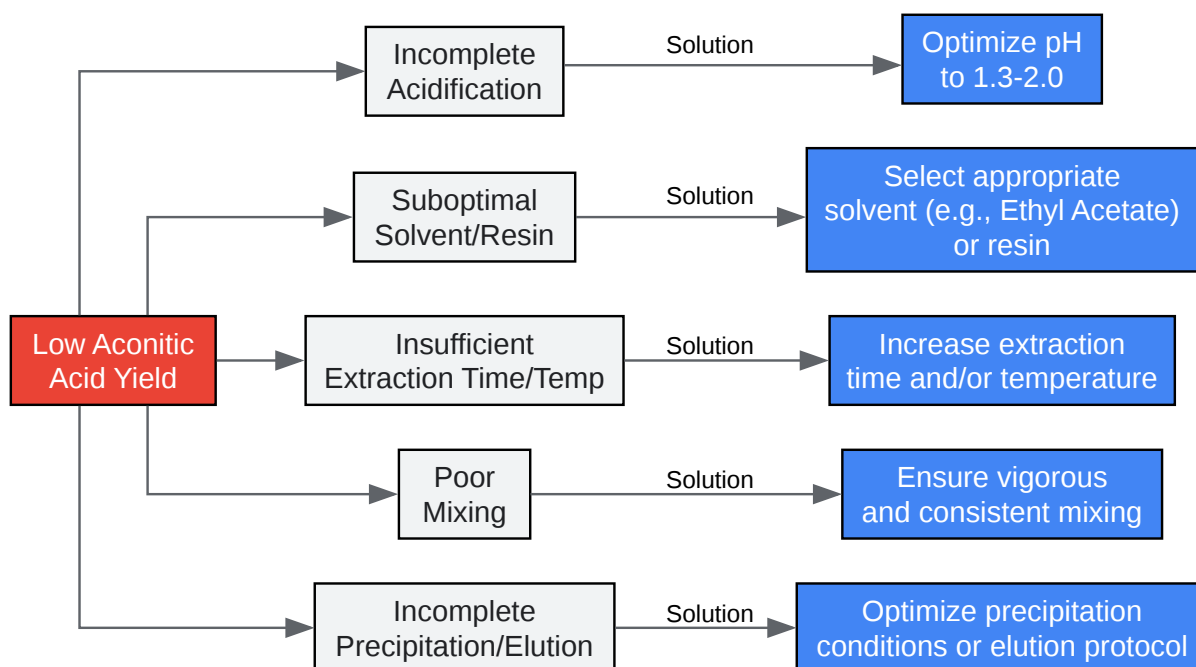 Incomplete
Acidification
Solution
Optimize pH
to 1.3-2.0
Suboptimal
Solvent/Resin
Solution
Select appropriate
solvent (e.g., Ethyl Acetate)
or resin
Low Aconitic
Acid Yield
Insufficient
Extraction Time/Temp
Solution
Increase extraction
time and/or temperature
Poor
Mixing
Solution
Ensure vigorous
and consistent mixing
Incomplete
Precipitation/Elution
Solution
Optimize precipitation
conditions or elution protocol